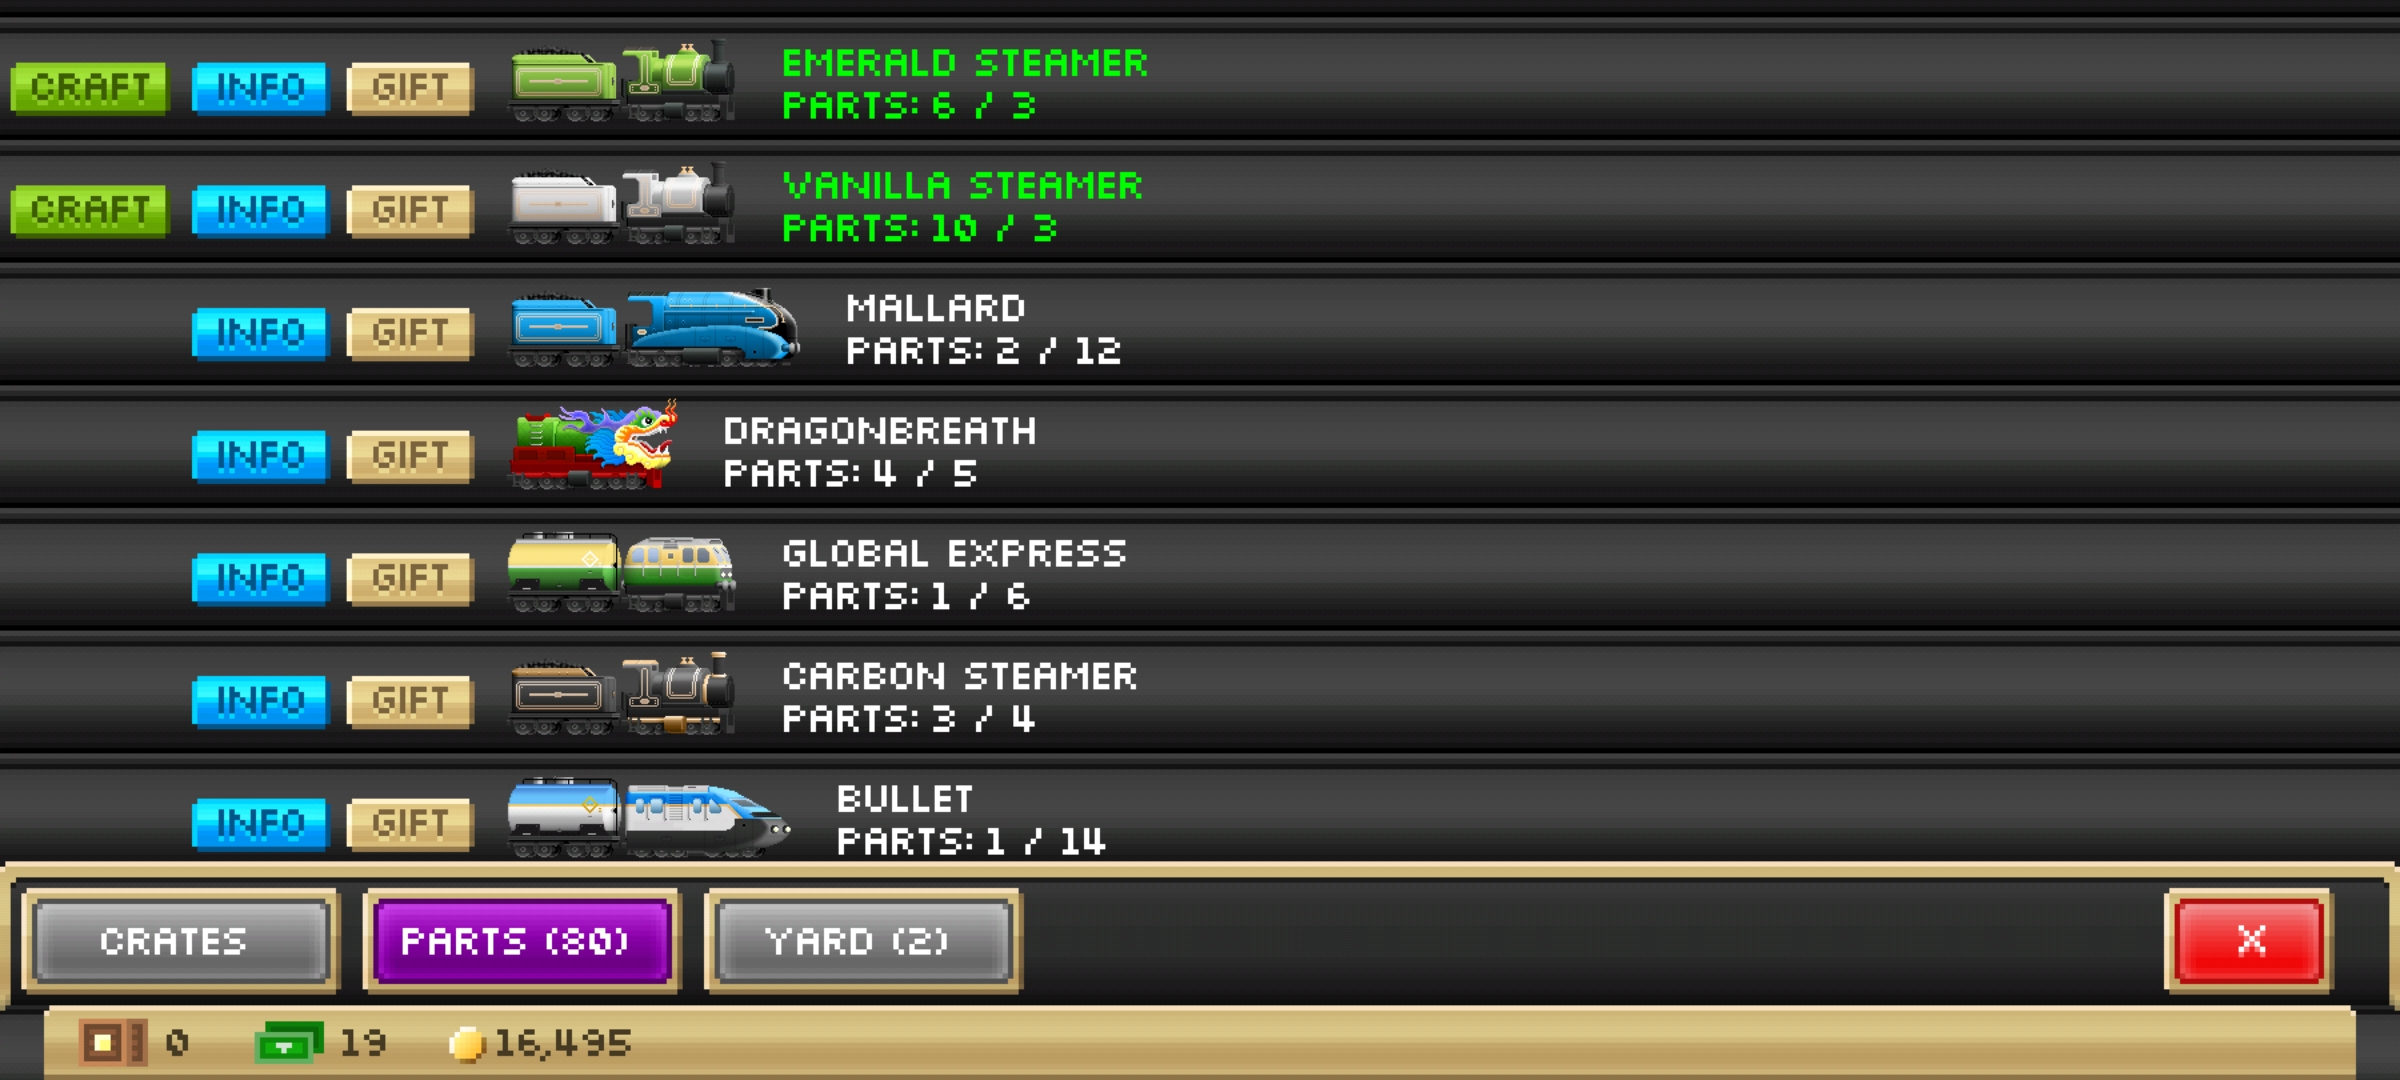 CRAFT INFO GIFT EMERALD STEAMER
PARTS: 6 / 3
CRAFT INFO GIFT VANILLA STEAMER
PARTS: 10 / 3
INFO GIFT MALLARD
PARTS: 2 / 12
INFO GIFT DRAGONBREATH
PARTS: 4 / 5
INFO GIFT GLOBAL EXPRESS
PARTS: 1 / 6
INFO GIFT CARBON STEAMER
PARTS: 3 / 4
INFO GIFT BULLET
PARTS: 1 / 14
CRATES PARTS (80) YARD (2) X
0 19 16,495